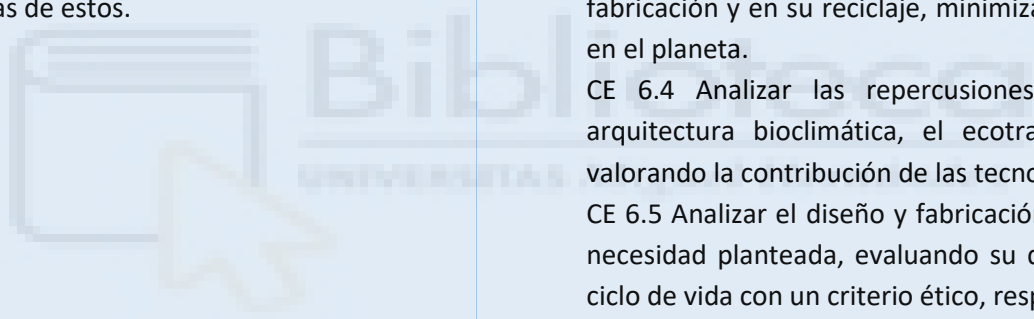 as de estos.
fabricación y en su reciclaje, minimiza
en el planeta.
CE 6.4 Analizar las repercusiones
arquitectura bioclimática, el ecotra
valorando la contribución de las tecno
CE 6.5 Analizar el diseño y fabricació
necesidad planteada, evaluando su
ciclo de vida con un criterio ético, resp
Biblioteca
UNIVERSITAS